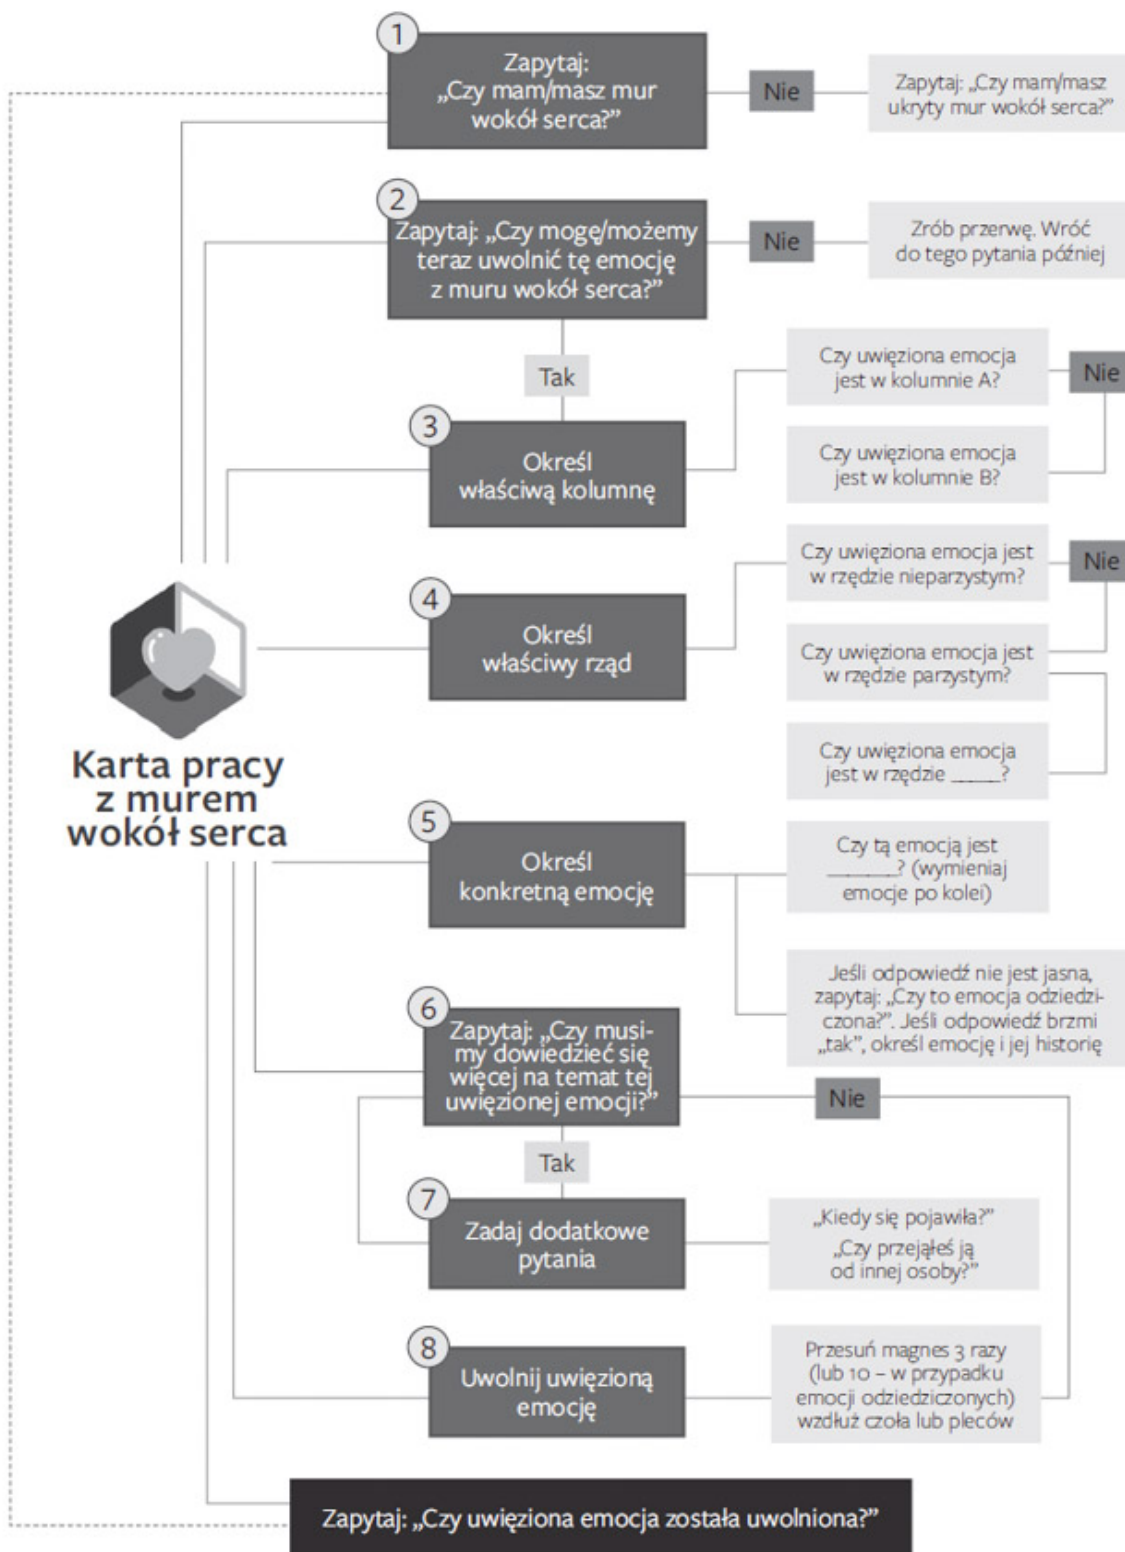 1
Zapytaj:
„Czy mam/masz mur
wokół serca?”
Nie
Zapytaj: „Czy mam/masz
ukryty mur wokół serca?”
2
Zapytaj: „Czy mogę/możemy
teraz uwolnić tę emocję
z muru wokół serca?”
Nie
Zrób przerwę. Wróć
do tego pytania później
Tak
3
Określ
właściwą kolumnę
Czy uwięziona emocja
jest w kolumnie A?
Nie
Czy uwięziona emocja
jest w kolumnie B?
4
Określ
właściwy rząd
Czy uwięziona emocja jest
w rzędzie nieparzystym?
Nie
Czy uwięziona emocja jest
w rzędzie parzystym?
Czy uwięziona emocja
jest w rzędzie _____?
Karta pracy
z murem
wokół serca
5
Określ
konkretną emocję
Czy tą emocją jest
_______? (wymieniaj
emocje po kolei)
Jeśli odpowiedź nie jest jasna,
zapytaj: „Czy to emocja odziedzi-
czona?”. Jeśli odpowiedź brzmi
„tak”, określ emocję i jej historię
6
Zapytaj: „Czy musi-
my dowiedzieć się
więcej na temat tej
uwięzionej emocji?”
Nie
Tak
7
Zadaj dodatkowe
pytania
„Kiedy się pojawiła?”
„Czy przejąłeś ją
od innej osoby?”
8
Uwolnij uwięzioną
emocję
Przesuń magnes 3 razy
(lub 10 – w przypadku
emocji odziedziczonych)
wzdłuż czoła lub pleców
Zapytaj: „Czy uwięziona emocja została uwolniona?”